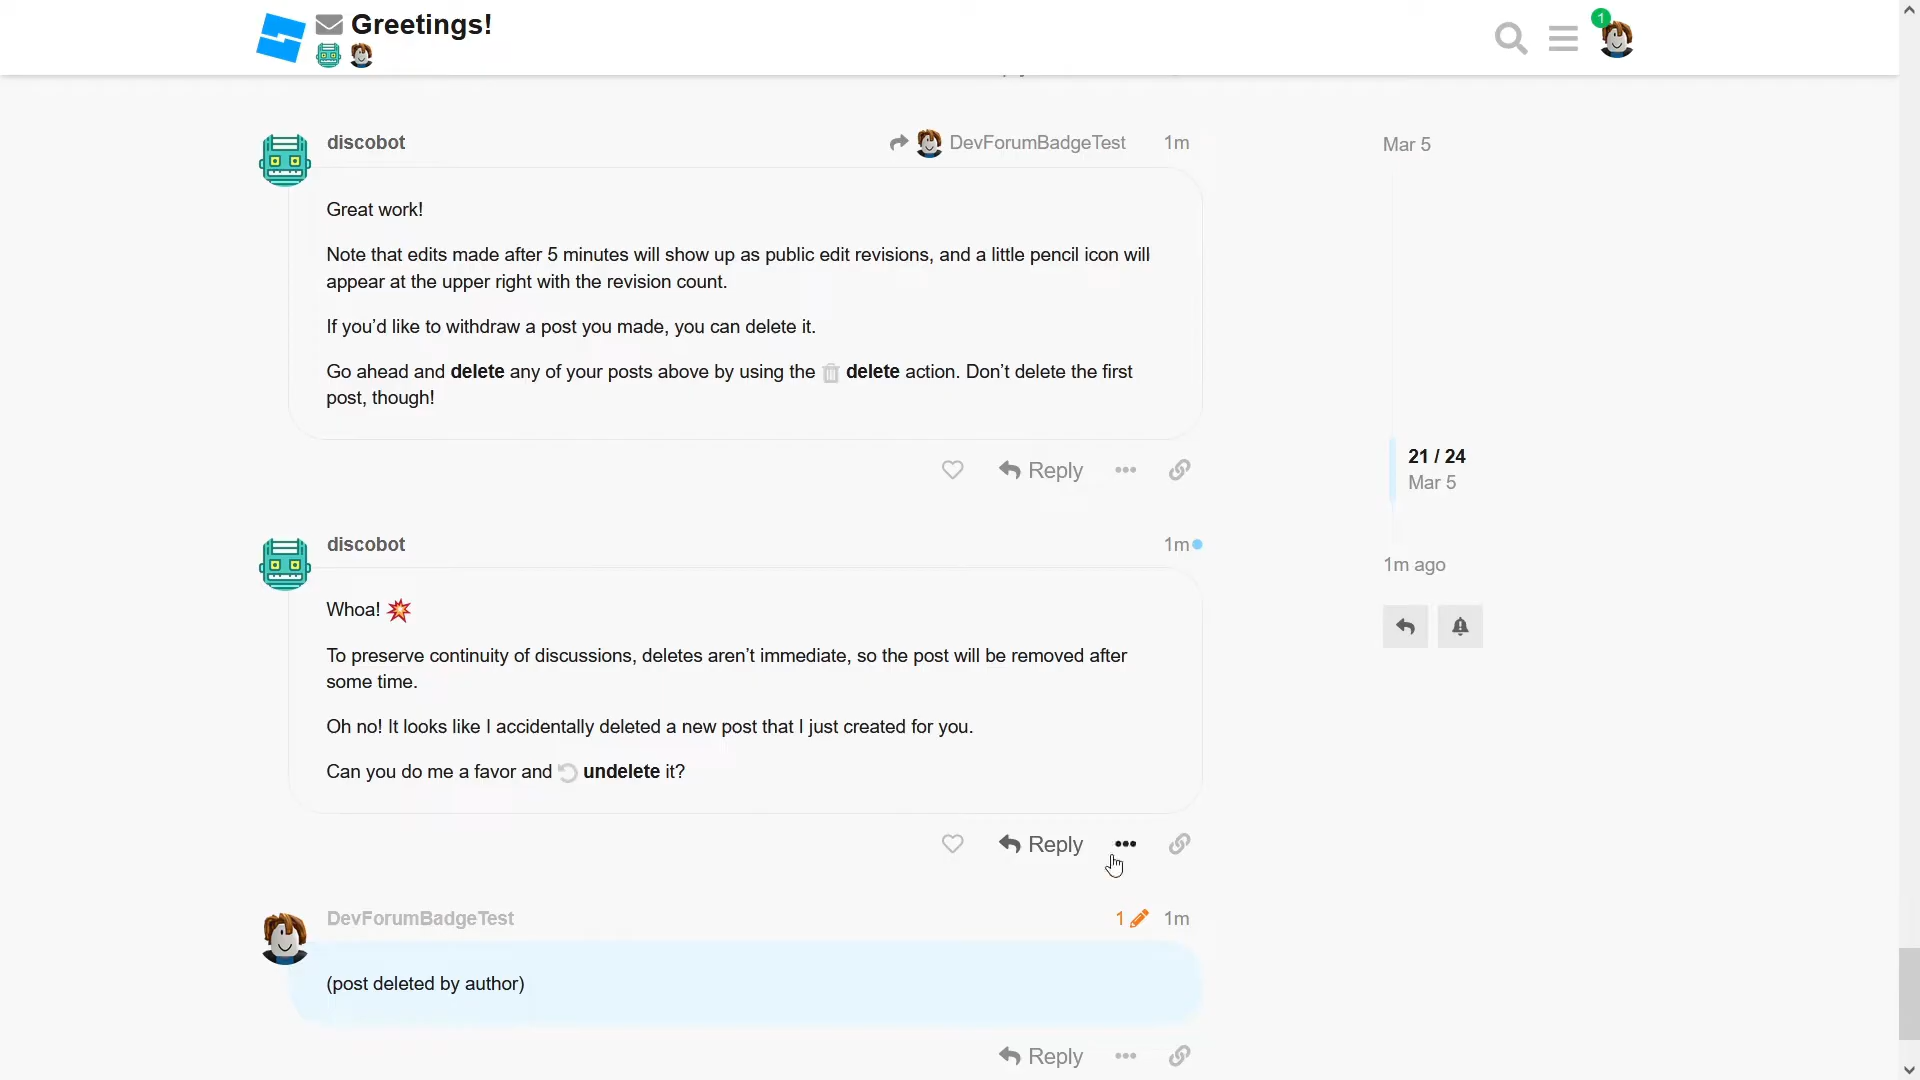 Greetings!
1
discobot
DevForumBadgeTest 1m
Great work!
Note that edits made after 5 minutes will show up as public edit revisions, and a little pencil icon will
appear at the upper right with the revision count.
If you’d like to withdraw a post you made, you can delete it.
Go ahead and delete any of your posts above by using the delete action. Don’t delete the first
post, though!
Reply
Mar 5
21 / 24
Mar 5
1m ago
discobot
1m
Whoa!
To preserve continuity of discussions, deletes aren’t immediate, so the post will be removed after
some time.
Oh no! It looks like I accidentally deleted a new post that I just created for you.
Can you do me a favor and undelete it?
Reply
DevForumBadgeTest
1 1m
(post deleted by author)
Reply